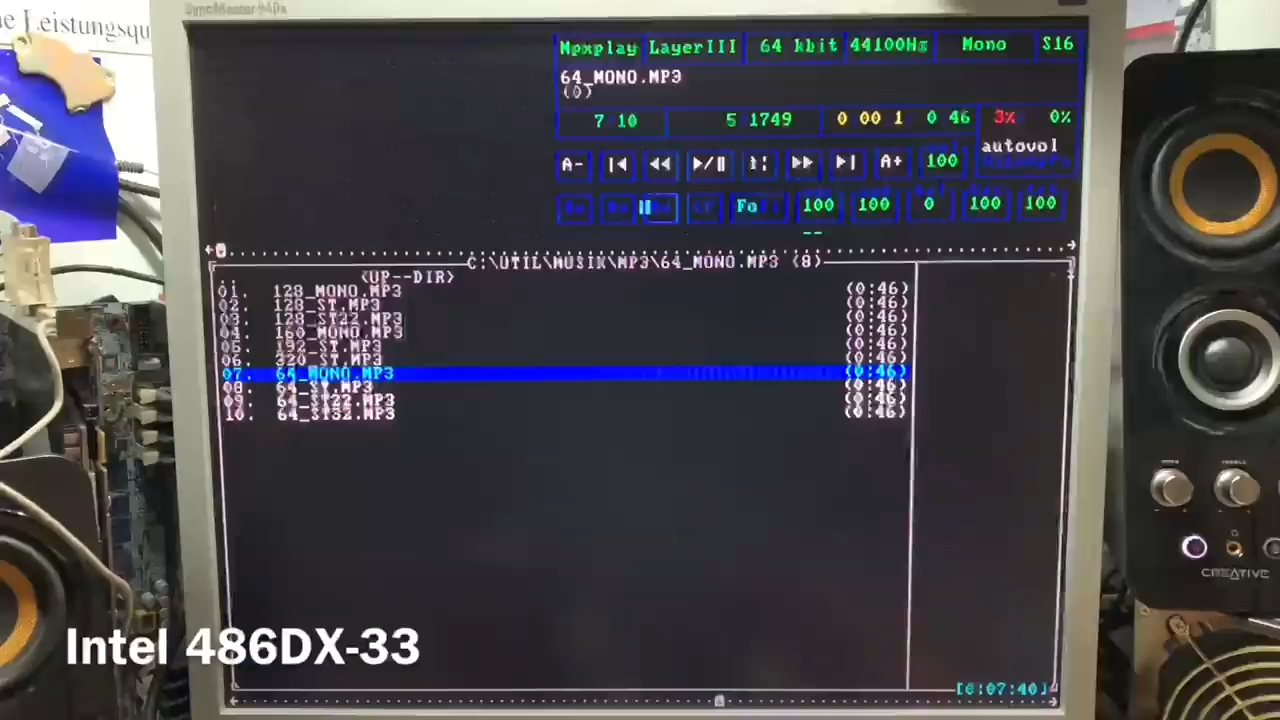 e Leistungsqu
SyncMaster 940n
Mpxplay LayerIII 64 kbit 44100Hz Mono S16
64_MONO.MP3
(0)
7 10 5 1749 0 00 1 0 46 3% 0%
autovol
A- A+ 100
Fo 100 100 0 100 100
C:\UTIL\MUSIK\MP3\64_MONO.MP3 (8)
<UP--DIR>
01. 128_MONO.MP3 (0:46)
02. 128_ST.MP3 (0:46)
03. 128_ST22.MP3 (0:46)
04. 160_MONO.MP3 (0:46)
05. 192_ST.MP3 (0:46)
06. 320_ST.MP3 (0:46)
07. 64_MONO.MP3 (0:46)
08. 64_ST.MP3 (0:46)
09. 64_ST22.MP3 (0:46)
10. 64_ST32.MP3 (0:46)
[0:07:40]
CREATIVE
Intel 486DX-33